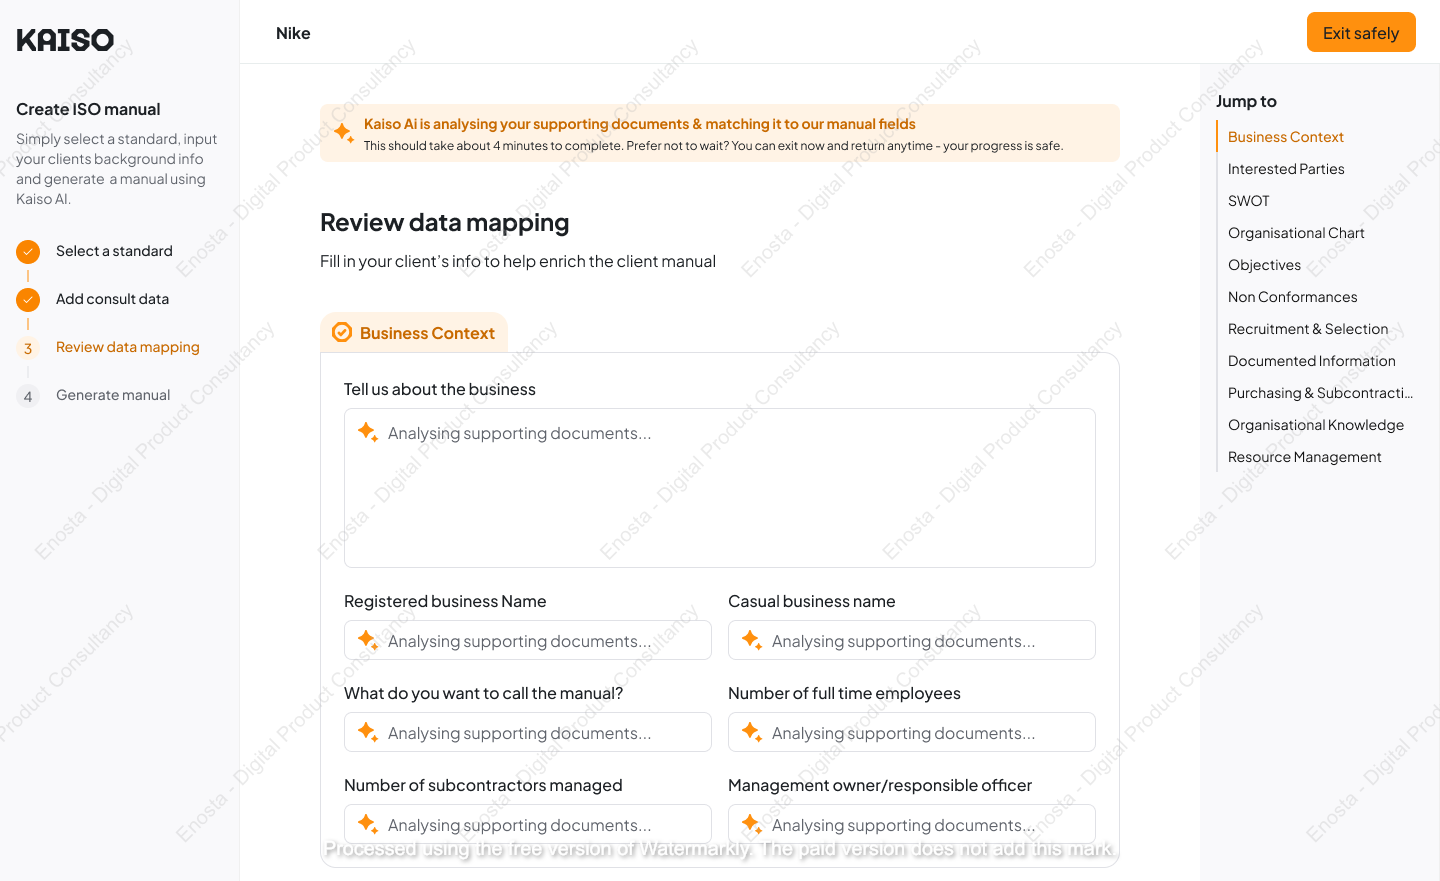 KAISO
Create ISO manual
Simply select a standard, input
your clients background info
and generate a manual using
Kaiso AI.
Select a standard
Add consult data
3 Review data mapping
4 Generate manual
Nike
Exit safely
Kaiso Ai is analysing your supporting documents & matching it to our manual fields
This should take about 4 minutes to complete. Prefer not to wait? You can exit now and return anytime - your progress is safe.
Review data mapping
Fill in your client's info to help enrich the client manual
Business Context
Tell us about the business
Analysing supporting documents...
Registered business Name
Casual business name
Analysing supporting documents...
Analysing supporting documents...
What do you want to call the manual?
Number of full time employees
Analysing supporting documents...
Analysing supporting documents...
Number of subcontractors managed
Management owner/responsible officer
Analysing supporting documents...
Analysing supporting documents...
Jump to
Business Context
Interested Parties
SWOT
Organisational Chart
Objectives
Non Conformances
Recruitment & Selection
Documented Information
Purchasing & Subcontracti...
Organisational Knowledge
Resource Management
Enosta - Digital Product Consultancy
Processed using the free version of Watermarkly. The paid version does not add this mark.